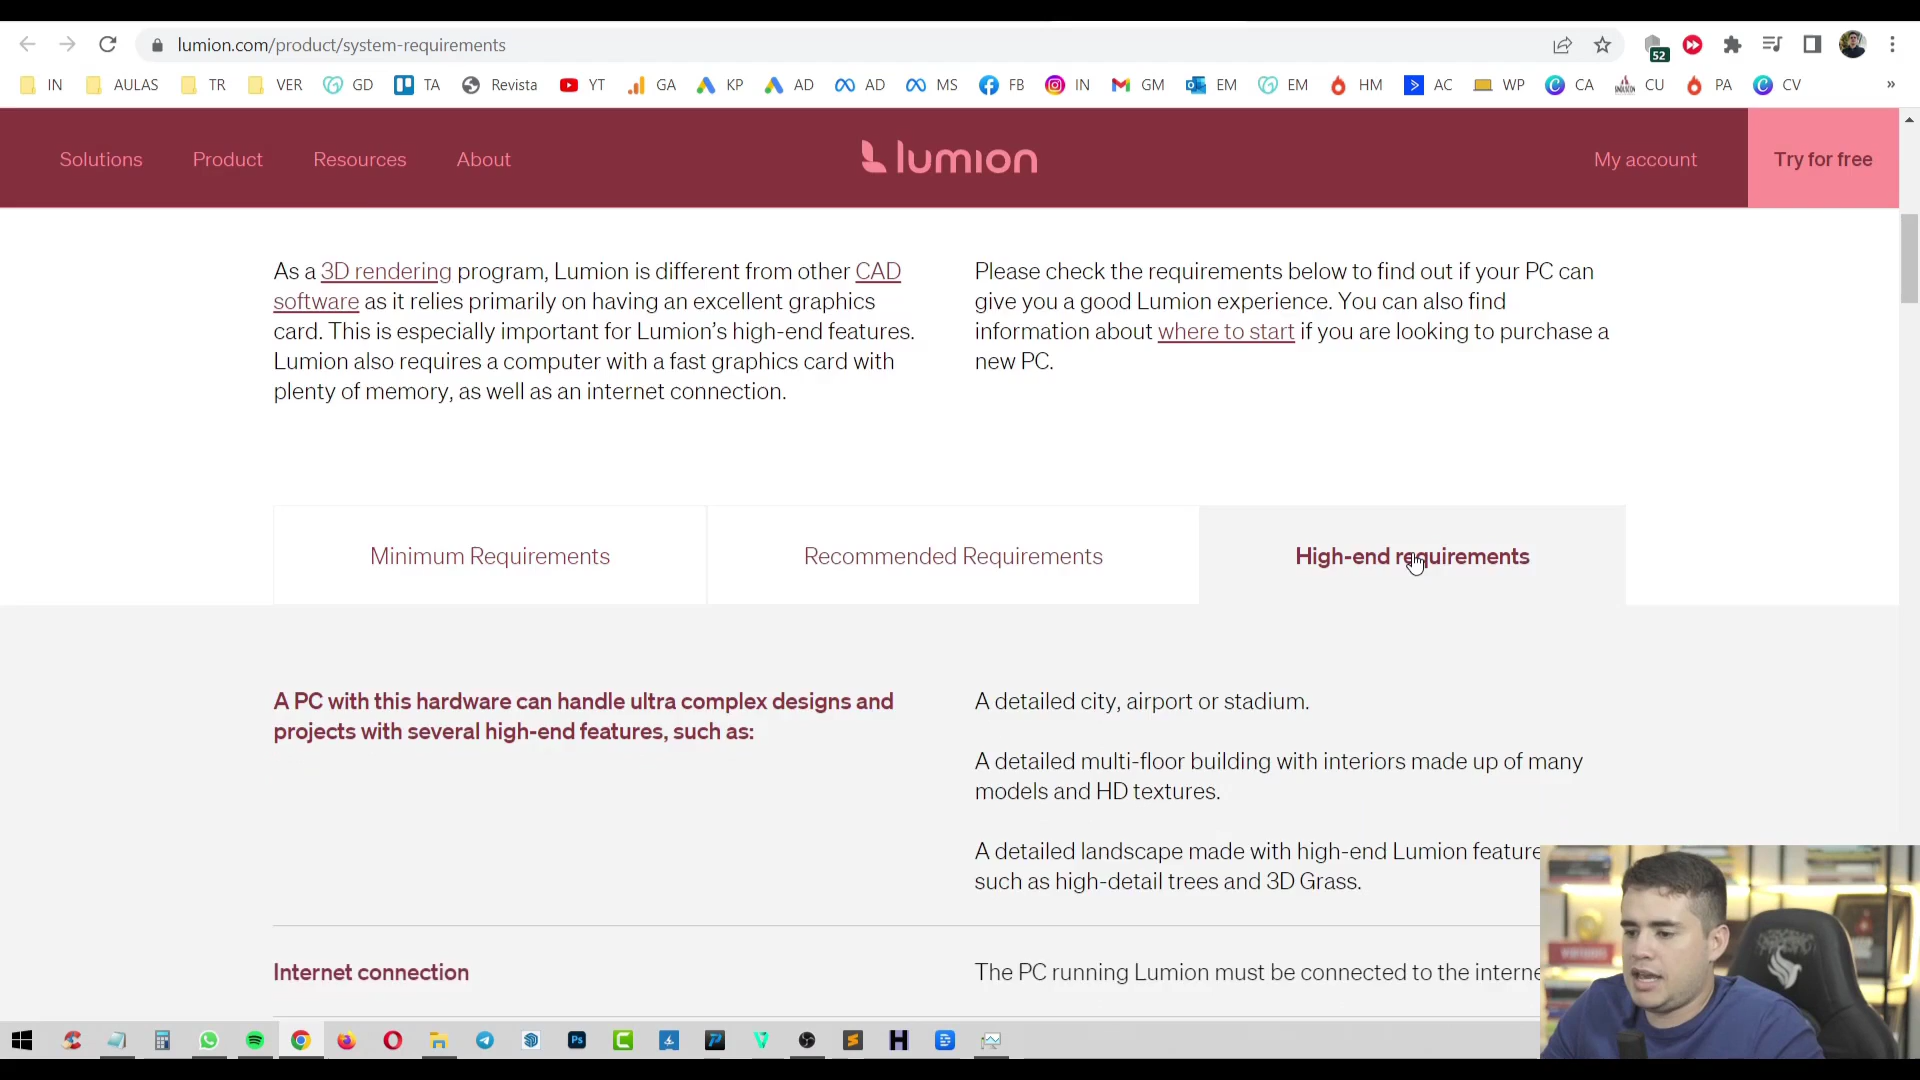 lumion.com/product/system-requirements
52
IN AULAS TR VER GD TA Revista YT GA KP AD AD MS FB IN GM EM EM HM AC WP CA CU PA CV »
Solutions Product Resources About lumion My account Try for free
As a 3D rendering program, Lumion is different from other CAD
software as it relies primarily on having an excellent graphics
card. This is especially important for Lumion's high-end features.
Lumion also requires a computer with a fast graphics card with
plenty of memory, as well as an internet connection.
Please check the requirements below to find out if your PC can
give you a good Lumion experience. You can also find
information about where to start if you are looking to purchase a
new PC.
Minimum Requirements Recommended Requirements High-end requirements
A PC with this hardware can handle ultra complex designs and
projects with several high-end features, such as:
A detailed city, airport or stadium.
A detailed multi-floor building with interiors made up of many
models and HD textures.
A detailed landscape made with high-end Lumion feature
such as high-detail trees and 3D Grass.
Internet connection
The PC running Lumion must be connected to the interne
Ps